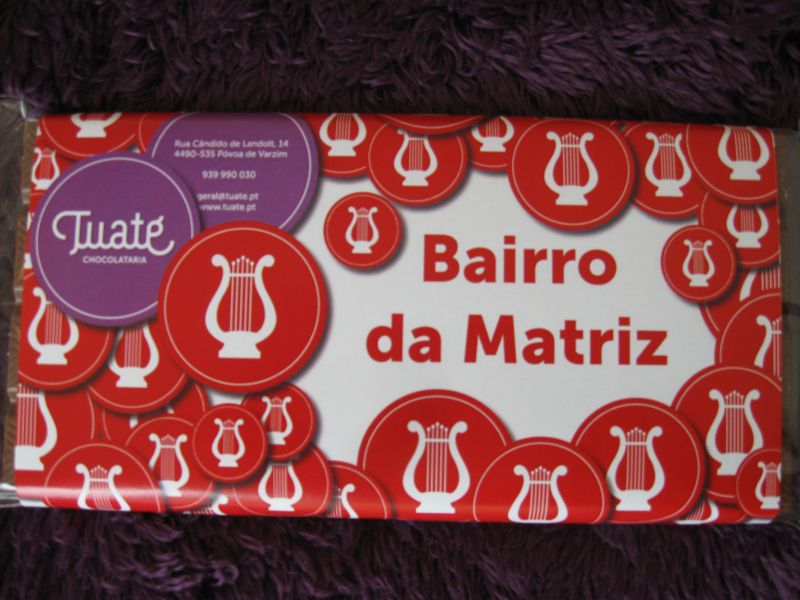 Tuaté
CHOCOLATARIA
Rua Cândido de Landolt, 14
4490-535 Póvoa de Varzim
939 990 030
geral@tuate.pt
www.tuate.pt
Bairro
da Matriz